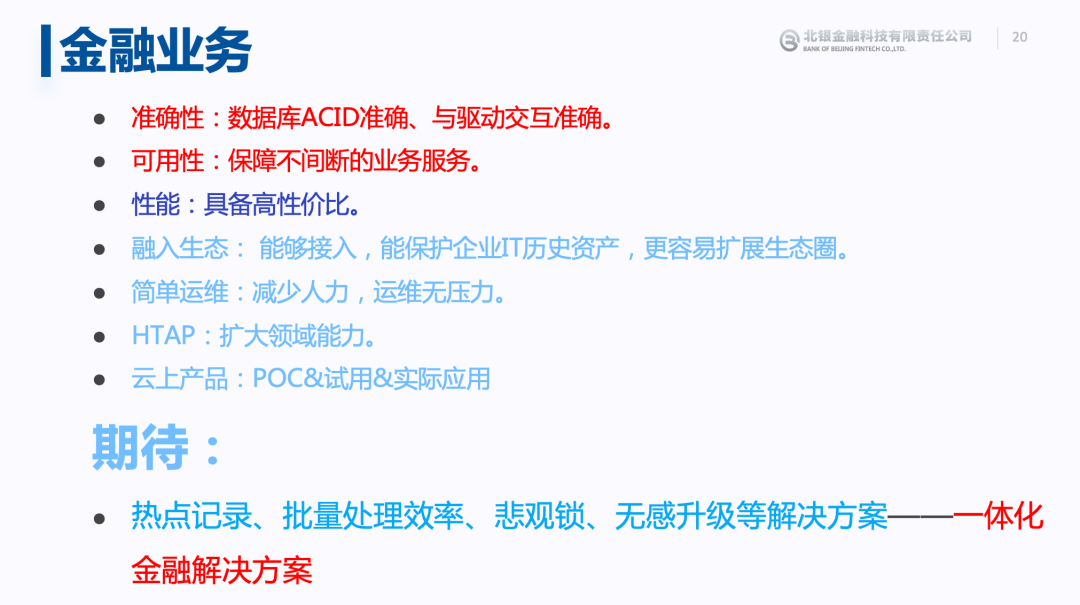 金融业务
北银金融科技有限责任公司
BANK OF BEIJING FINTECH CO.,LTD.
20
● 准确性：数据库ACID准确、与驱动交互准确。
● 可用性：保障不间断的业务服务。
● 性能：具备高性价比。
● 融入生态： 能够接入，能保护企业IT历史资产，更容易扩展生态圈。
● 简单运维：减少人力，运维无压力。
● HTAP：扩大领域能力。
● 云上产品：POC&试用&实际应用
期待：
● 热点记录、批量处理效率、悲观锁、无感升级等解决方案——一体化
金融解决方案